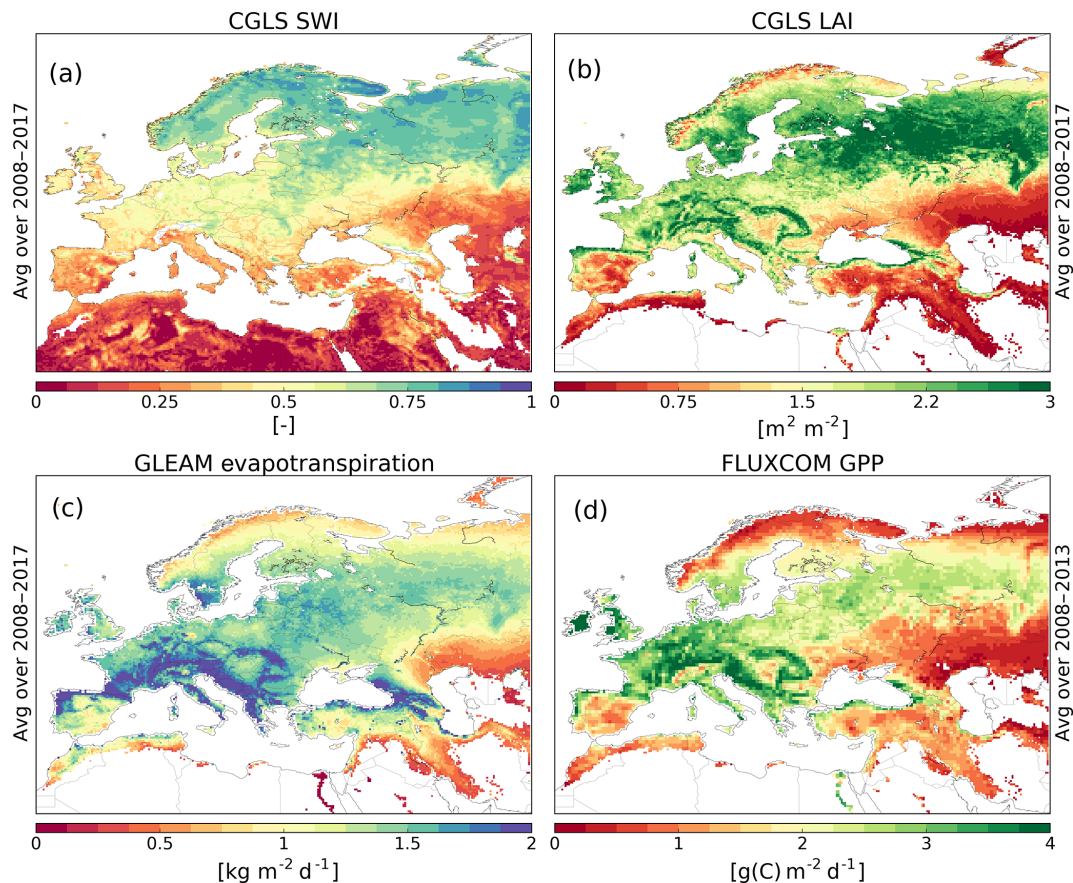 CGLS SWI
CGLS LAI
(a)
(b)
Avg over 2008–2017
Avg over 2008–2017
0 0.25 0.5 0.75 1
[-]
0 0.75 1.5 2.2 3
[m² m⁻²]
GLEAM evapotranspiration
FLUXCOM GPP
(c)
(d)
Avg over 2008–2017
Avg over 2008–2013
0 0.5 1 1.5 2
[kg m⁻² d⁻¹]
0 1 2 3 4
[g(C) m⁻² d⁻¹]